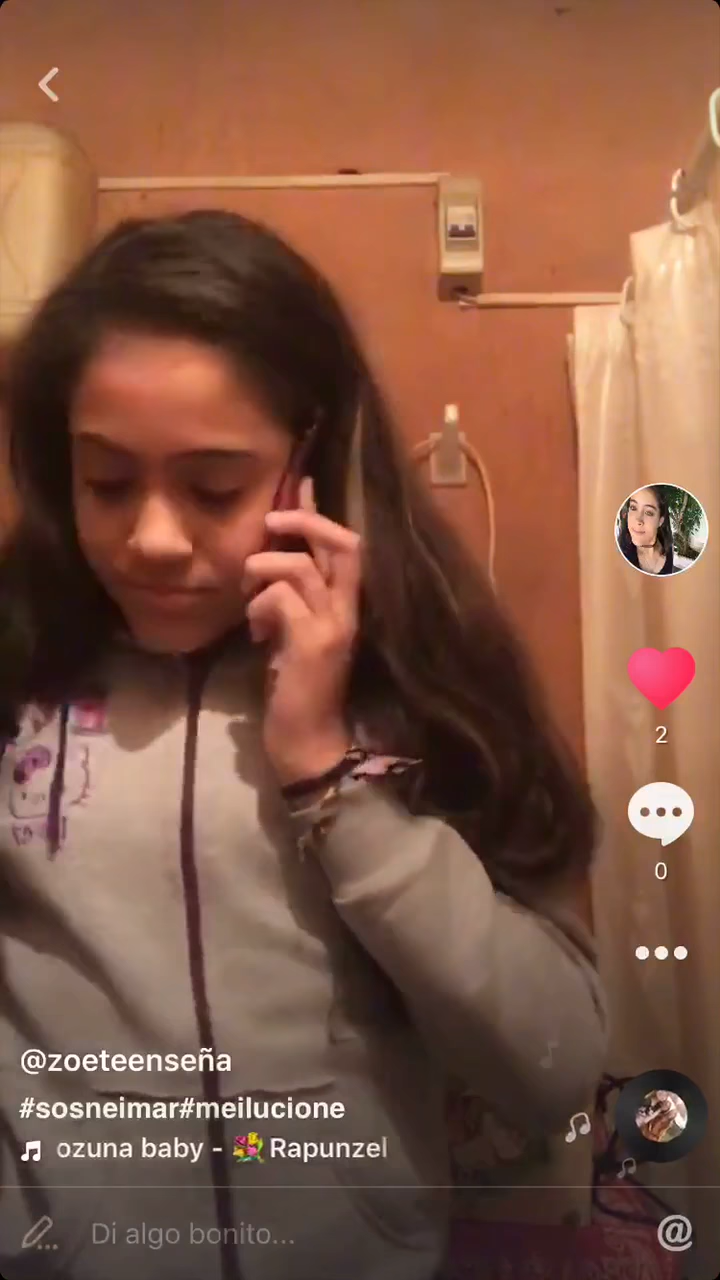 2
0
@zoeteenseña
#sosneimar#meilucione
ozuna baby - 💐Rapunzel
Di algo bonito...
@